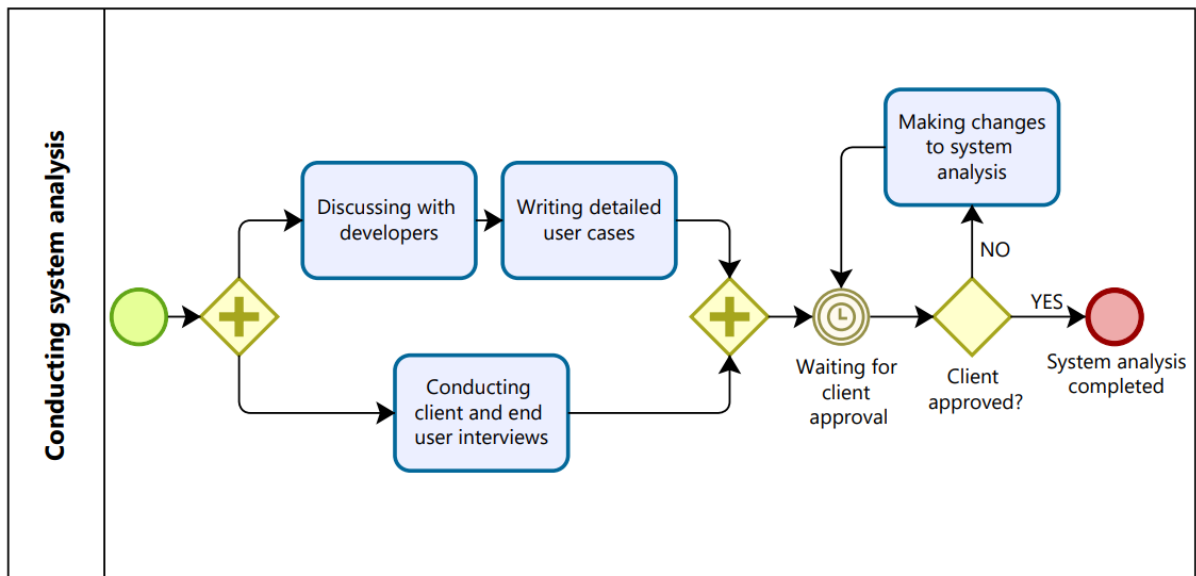 Conducting system analysis
Discussing with
developers
Writing detailed
user cases
Conducting
client and end
user interviews
Making changes
to system
analysis
NO
YES
Waiting for
client
approval
Client
approved?
System analysis
completed